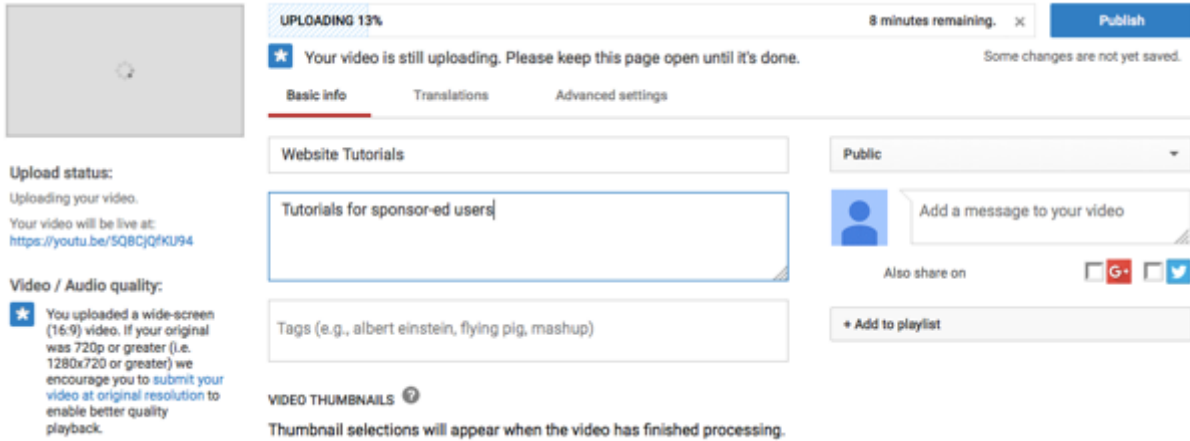 UPLOADING 13%
8 minutes remaining.
Publish
Your video is still uploading. Please keep this page open until it's done.
Some changes are not yet saved.
Basic info
Translations
Advanced settings
Website Tutorials
Public
Tutorials for sponsor-ed users
Add a message to your video
Also share on
G+
Tags (e.g., albert einstein, flying pig, mashup)
+ Add to playlist
VIDEO THUMBNAILS ?
Thumbnail selections will appear when the video has finished processing.
Upload status:
Uploading your video.
Your video will be live at:
https://youtu.be/5Q8CjQfKU94
Video / Audio quality:
You uploaded a wide-screen
(16:9) video. If your original
was 720p or greater (i.e.
1280x720 or greater) we
encourage you to submit your
video at original resolution to
enable better quality
playback.